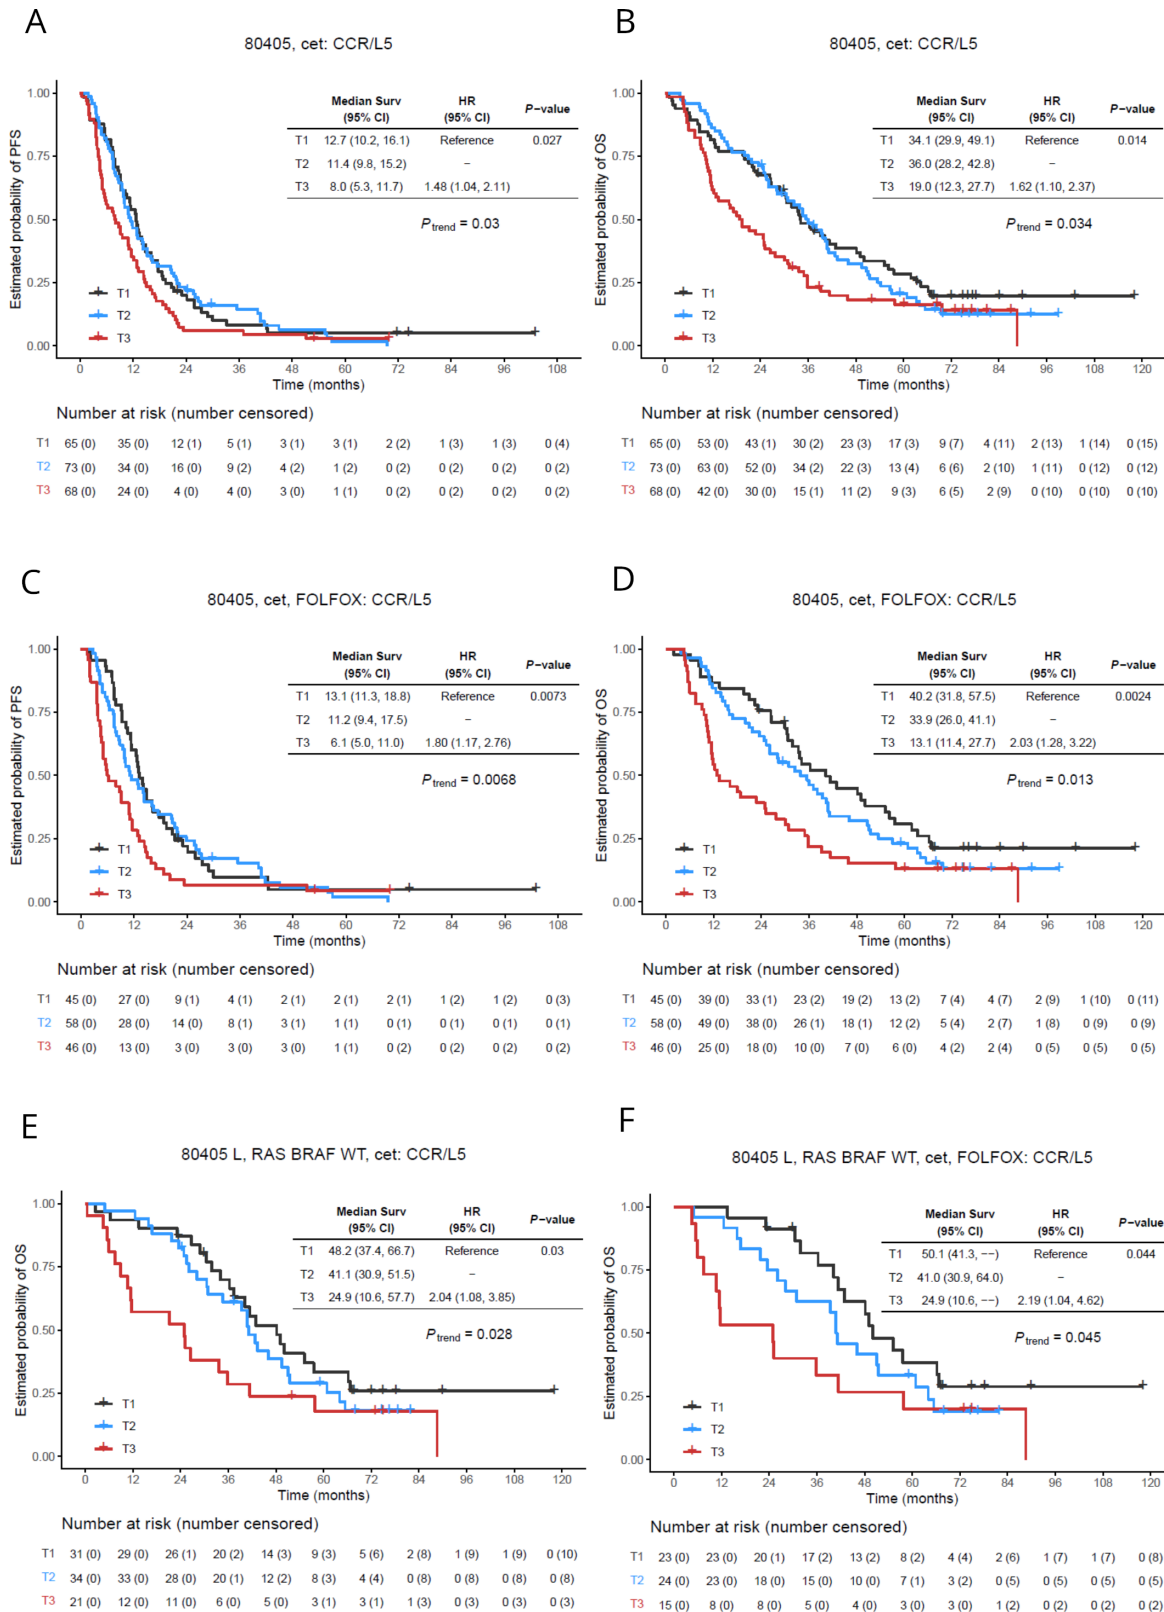 A
80405, cet: CCR/L5
Estimated probability of PFS
1.00
0.75
0.50
0.25
0.00
Median Surv (95% CI) HR (95% CI) P−value
T1 12.7 (10.2, 16.1) Reference 0.027
T2 11.4 (9.8, 15.2) −
T3 8.0 (5.3, 11.7) 1.48 (1.04, 2.11)
P trend = 0.03
T1
T2
T3
0 12 24 36 48 60 72 84 96 108
Time (months)
Number at risk (number censored)
T1 65 (0) 35 (0) 12 (1) 5 (1) 3 (1) 3 (1) 2 (2) 1 (3) 1 (3) 0 (4)
T2 73 (0) 34 (0) 16 (0) 9 (2) 4 (2) 1 (2) 0 (2) 0 (2) 0 (2) 0 (2)
T3 68 (0) 24 (0) 4 (0) 4 (0) 3 (0) 1 (1) 0 (2) 0 (2) 0 (2) 0 (2)
B
80405, cet: CCR/L5
Estimated probability of OS
1.00
0.75
0.50
0.25
0.00
Median Surv (95% CI) HR (95% CI) P−value
T1 34.1 (29.9, 49.1) Reference 0.014
T2 36.0 (28.2, 42.8) −
T3 19.0 (12.3, 27.7) 1.62 (1.10, 2.37)
P trend = 0.034
T1
T2
T3
0 12 24 36 48 60 72 84 96 108 120
Time (months)
Number at risk (number censored)
T1 65 (0) 53 (0) 43 (1) 30 (2) 23 (3) 17 (3) 9 (7) 4 (11) 2 (13) 1 (14) 0 (15)
T2 73 (0) 63 (0) 52 (0) 34 (2) 22 (3) 13 (4) 6 (6) 2 (10) 1 (11) 0 (12) 0 (12)
T3 68 (0) 42 (0) 30 (0) 15 (1) 11 (2) 9 (3) 6 (5) 2 (9) 0 (10) 0 (10) 0 (10)
C
80405, cet, FOLFOX: CCR/L5
Estimated probability of PFS
1.00
0.75
0.50
0.25
0.00
Median Surv (95% CI) HR (95% CI) P−value
T1 13.1 (11.3, 18.8) Reference 0.0073
T2 11.2 (9.4, 17.5) −
T3 6.1 (5.0, 11.0) 1.80 (1.17, 2.76)
P trend = 0.0068
T1
T2
T3
0 12 24 36 48 60 72 84 96 108
Time (months)
Number at risk (number censored)
T1 45 (0) 27 (0) 9 (1) 4 (1) 2 (1) 2 (1) 2 (1) 1 (2) 1 (2) 0 (3)
T2 58 (0) 28 (0) 14 (0) 8 (1) 3 (1) 1 (1) 0 (1) 0 (1) 0 (1) 0 (1)
T3 46 (0) 13 (0) 3 (0) 3 (0) 3 (0) 1 (1) 0 (2) 0 (2) 0 (2) 0 (2)
D
80405, cet, FOLFOX: CCR/L5
Estimated probability of OS
1.00
0.75
0.50
0.25
0.00
Median Surv (95% CI) HR (95% CI) P−value
T1 40.2 (31.8, 57.5) Reference 0.0024
T2 33.9 (26.0, 41.1) −
T3 13.1 (11.4, 27.7) 2.03 (1.28, 3.22)
P trend = 0.013
T1
T2
T3
0 12 24 36 48 60 72 84 96 108 120
Time (months)
Number at risk (number censored)
T1 45 (0) 39 (0) 33 (1) 23 (2) 19 (2) 13 (2) 7 (4) 4 (7) 2 (9) 1 (10) 0 (11)
T2 58 (0) 49 (0) 38 (0) 26 (1) 18 (1) 12 (2) 5 (4) 2 (7) 1 (8) 0 (9) 0 (9)
T3 46 (0) 25 (0) 18 (0) 10 (0) 7 (0) 6 (0) 4 (2) 2 (4) 0 (5) 0 (5) 0 (5)
E
80405 L, RAS BRAF WT, cet: CCR/L5
Estimated probability of OS
1.00
0.75
0.50
0.25
0.00
Median Surv (95% CI) HR (95% CI) P−value
T1 48.2 (37.4, 66.7) Reference 0.03
T2 41.1 (30.9, 51.5) −
T3 24.9 (10.6, 57.7) 2.04 (1.08, 3.85)
P trend = 0.028
T1
T2
T3
0 12 24 36 48 60 72 84 96 108 120
Time (months)
Number at risk (number censored)
T1 31 (0) 29 (0) 26 (1) 20 (2) 14 (3) 9 (3) 5 (6) 2 (8) 1 (9) 1 (9) 0 (10)
T2 34 (0) 33 (0) 28 (0) 20 (1) 12 (2) 8 (3) 4 (4) 0 (8) 0 (8) 0 (8) 0 (8)
T3 21 (0) 12 (0) 11 (0) 6 (0) 5 (0) 3 (1) 3 (1) 1 (3) 0 (3) 0 (3) 0 (3)
F
80405 L, RAS BRAF WT, cet, FOLFOX: CCR/L5
Estimated probability of OS
1.00
0.75
0.50
0.25
0.00
Median Surv (95% CI) HR (95% CI) P−value
T1 50.1 (41.3, −−) Reference 0.044
T2 41.0 (30.9, 64.0) −
T3 24.9 (10.6, −−) 2.19 (1.04, 4.62)
P trend = 0.045
T1
T2
T3
0 12 24 36 48 60 72 84 96 108 120
Time (months)
Number at risk (number censored)
T1 23 (0) 23 (0) 20 (1) 17 (2) 13 (2) 8 (2) 4 (4) 2 (6) 1 (7) 1 (7) 0 (8)
T2 24 (0) 23 (0) 18 (0) 15 (0) 10 (0) 7 (1) 3 (2) 0 (5) 0 (5) 0 (5) 0 (5)
T3 15 (0) 8 (0) 8 (0) 5 (0) 4 (0) 3 (0) 3 (0) 1 (2) 0 (2) 0 (2) 0 (2)